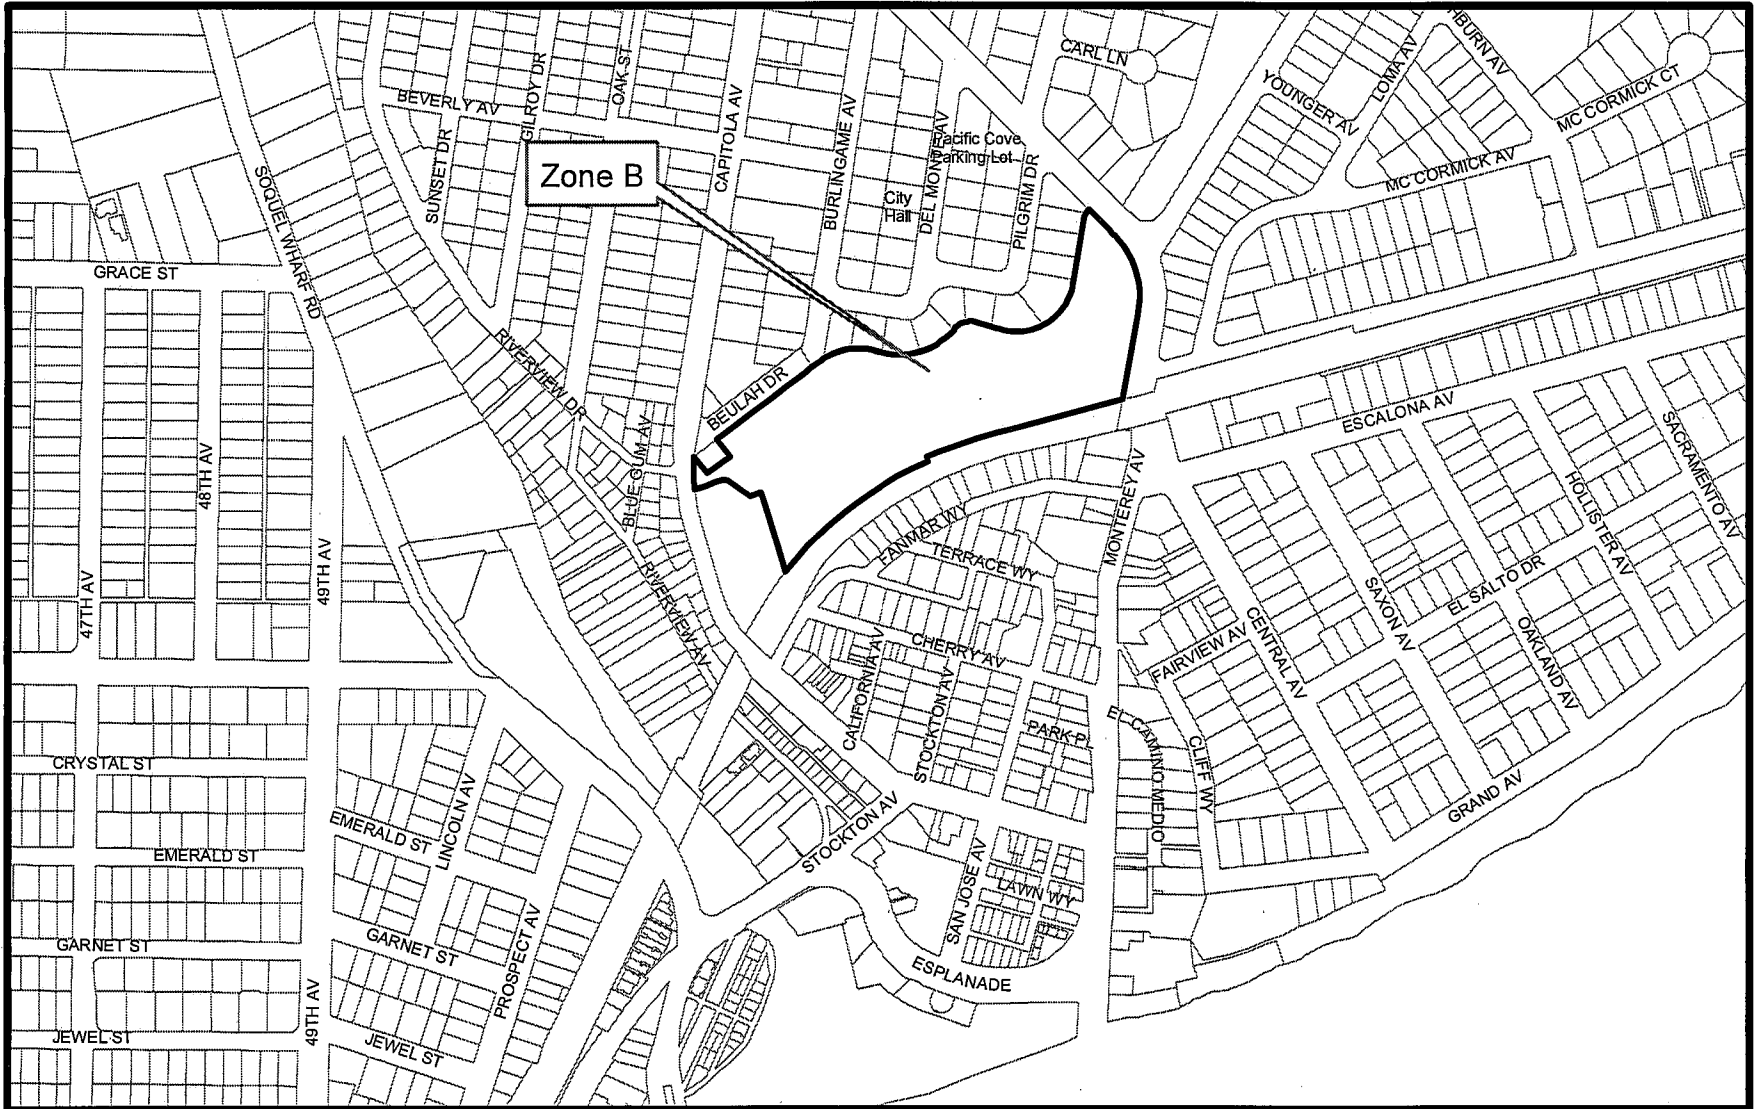 CARL LN
LOMA AV
YOUNGER AV
MC CORMICK CT
MC CORMICK AV
BEVERLY AV
GILROY DR
OAK ST
SUNSET DR
CAPITOLA AV
BURLINGAME AV
City
Hall
DEL MONTE AV
Pacific Cove
Parking Lot
PILGRIM DR
Zone B
SOQUEL WHARF RD
GRACE ST
RIVERVIEW DR
BEULAH DR
BLUE GUM AV
ESCALONA AV
SACRAMENTO AV
HOLLISTER AV
48TH AV
47TH AV
49TH AV
MONTEREY AV
FANMAR WY
TERRACE WY
RIVERVIEW AV
CHERRY AV
CALIFORNIA AV
STOCKTON AV
FAIRVIEW AV
CENTRAL AV
SAXON AV
EL SALTO DR
OAKLAND AV
PARK PL
EL CAMINO MEDIO
CLIFF WY
GRAND AV
CRYSTAL ST
LINCOLN AV
EMERALD ST
EMERALD ST
STOCKTON AV
SAN JOSE AV
LAWN WY
GARNET ST
GARNET ST
PROSPECT AV
ESPLANADE
49TH AV
JEWEL ST
JEWEL ST